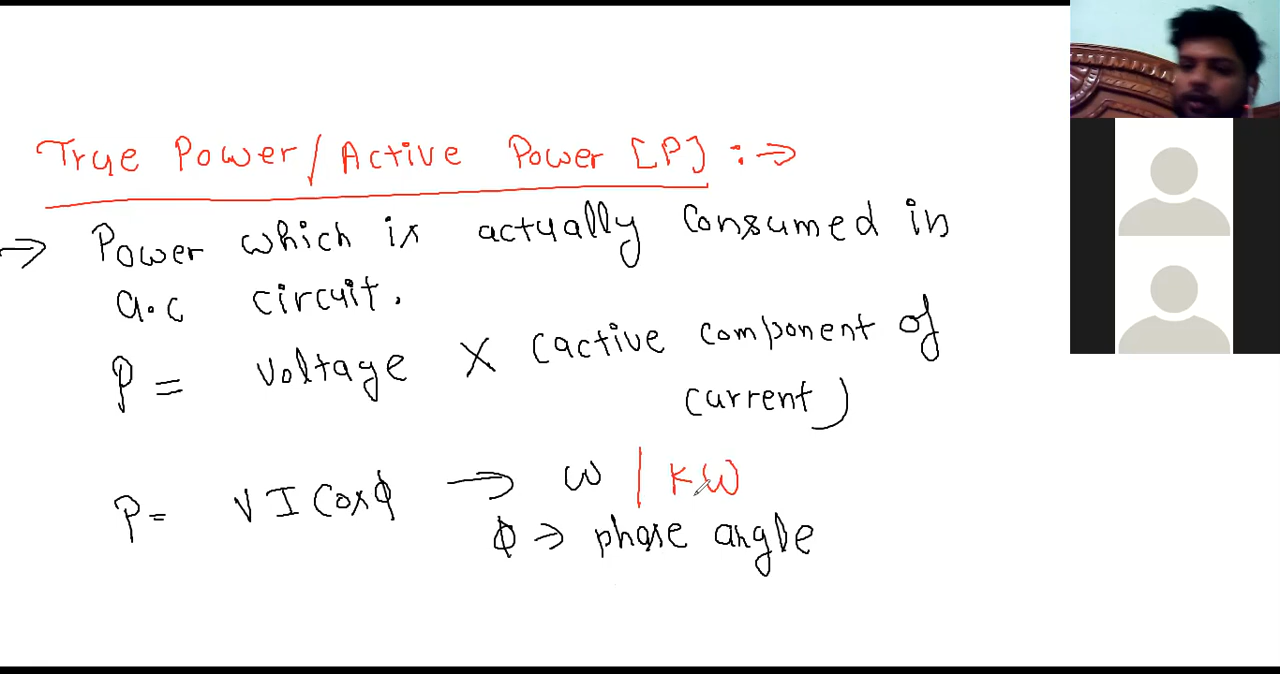 True Power/Active Power [P] :→
→ Power which is actually consumed in
a.c circuit.
P = voltage × (active component of
current)
P = VI Cosϕ → W | KW
ϕ → phase angle